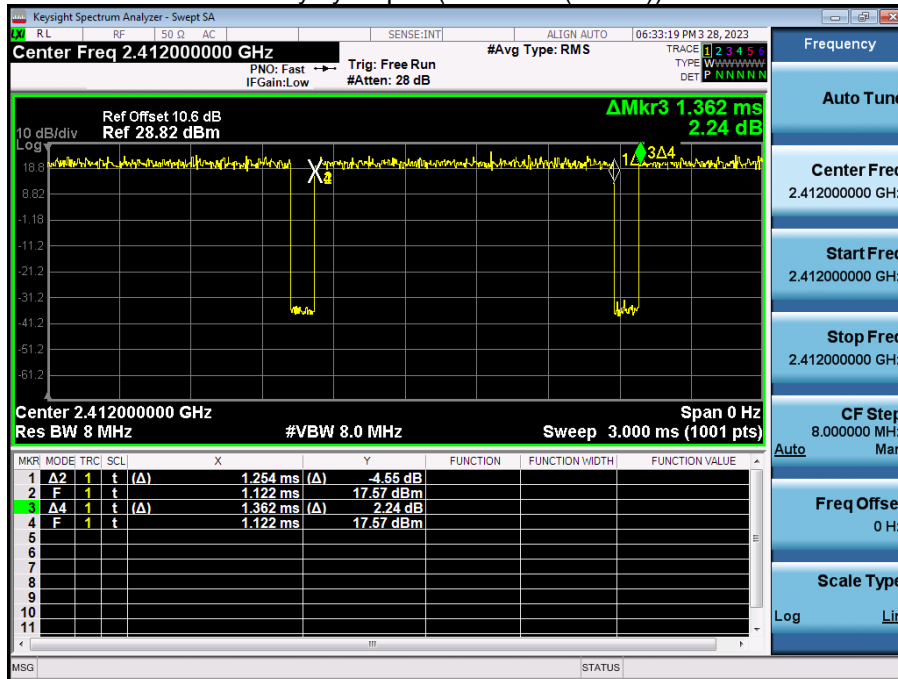 Keysight Spectrum Analyzer - Swept SA
LXI RL RF 50 Ω AC SENSE:INT ALIGN AUTO 06:33:19 PM 3 28, 2023
Center Freq 2.412000000 GHz #Avg Type: RMS TRACE 1 2 3 4 5 6
PNO: Fast Trig: Free Run TYPE WWWWWW
IFGain:Low #Atten: 28 dB DET P N N N N N
Ref Offset 10.6 dB ΔMkr3 1.362 ms
10 dB/div Ref 28.82 dBm 2.24 dB
Log
18.8
8.82
-1.18
-11.2
-21.2
-31.2
-41.2
-51.2
-61.2
1Δ 3Δ4
X
Center 2.412000000 GHz Span 0 Hz
Res BW 8 MHz #VBW 8.0 MHz Sweep 3.000 ms (1001 pts)
MKR MODE TRC SCL X Y FUNCTION FUNCTION WIDTH FUNCTION VALUE
1 Δ2 1 t (Δ) 1.254 ms (Δ) -4.55 dB
2 F 1 t 1.122 ms 17.57 dBm
3 Δ4 1 t (Δ) 1.362 ms (Δ) 2.24 dB
4 F 1 t 1.122 ms 17.57 dBm
5
6
7
8
9
10
11
MSG STATUS
Frequency
Auto Tune
Center Freq
2.412000000 GHz
Start Freq
2.412000000 GHz
Stop Freq
2.412000000 GHz
CF Step
8.000000 MHz
Auto Man
Freq Offset
0 Hz
Scale Type
Log Lin